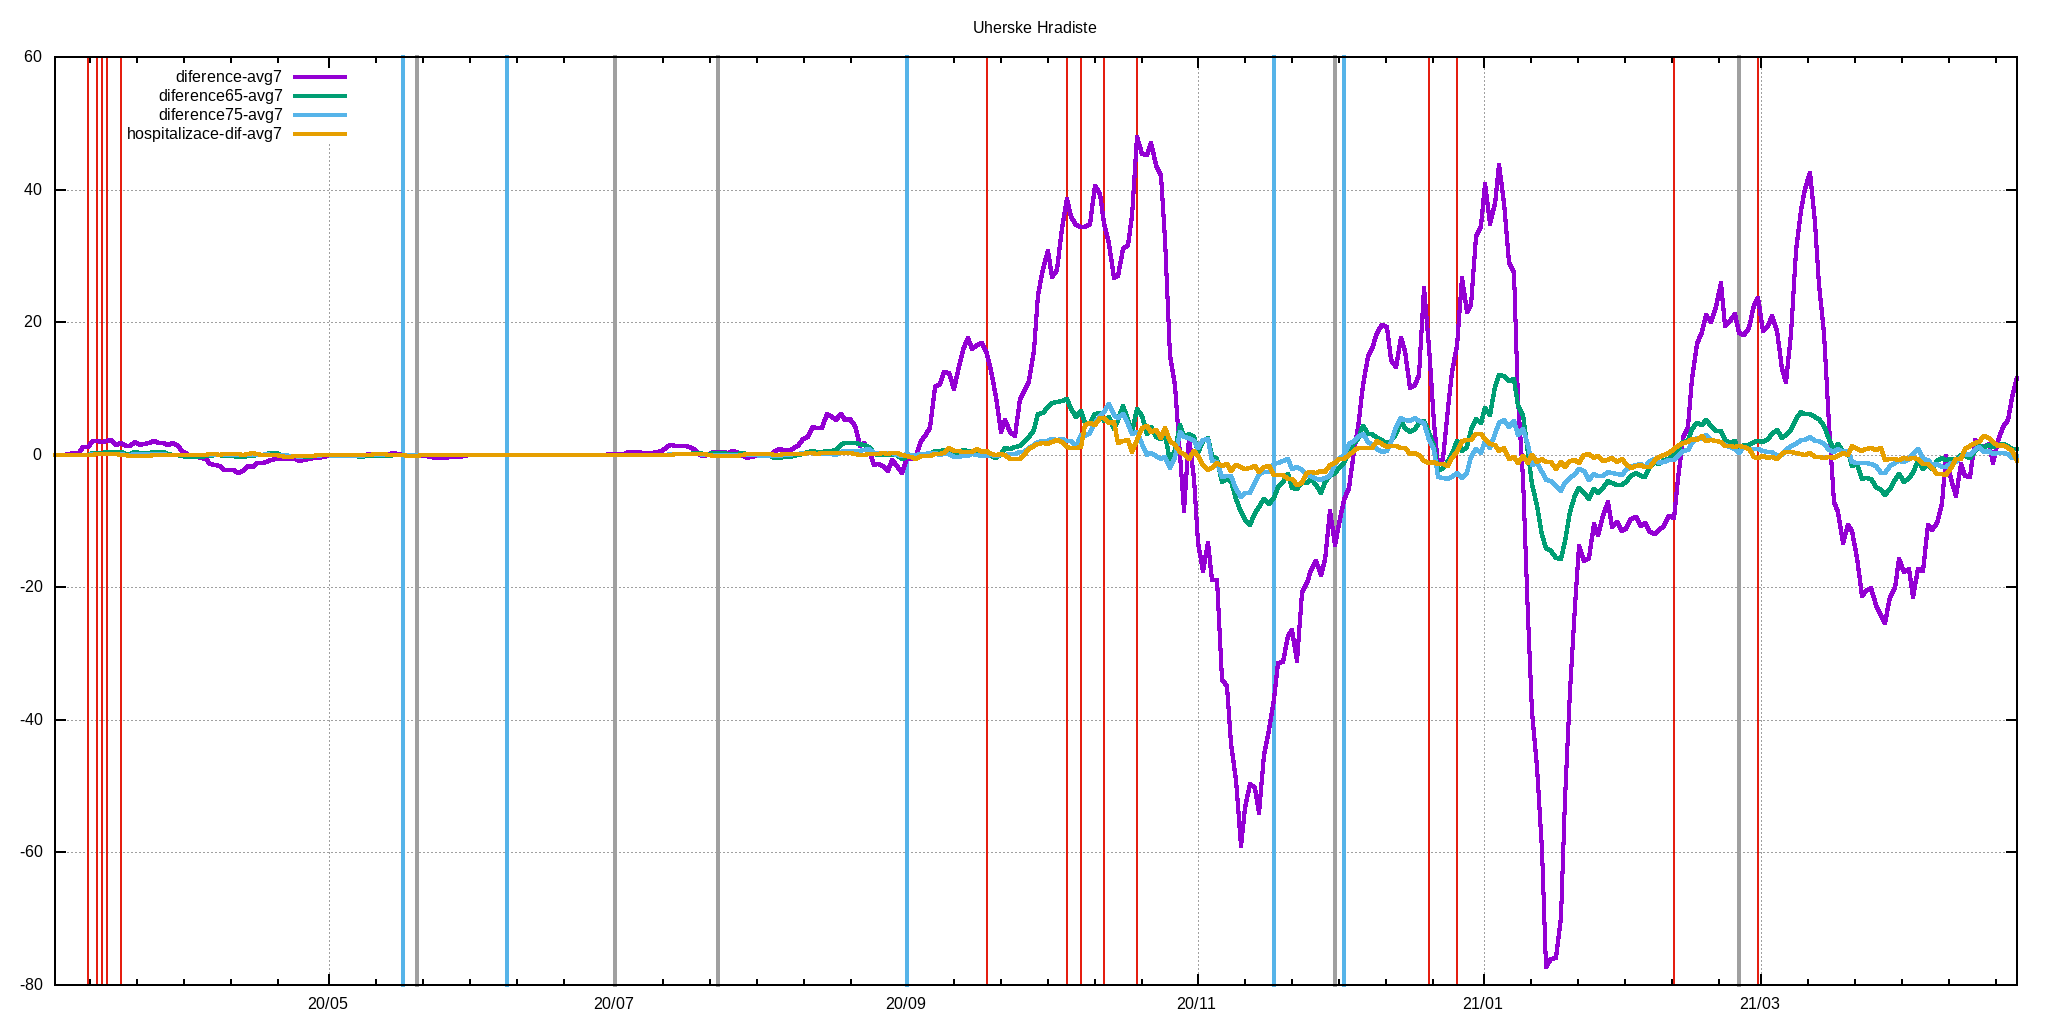 Uherske Hradiste
60
40
20
0
-20
-40
-60
-80
diference-avg7
diference65-avg7
diference75-avg7
hospitalizace-dif-avg7
20/05
20/07
20/09
20/11
21/01
21/03